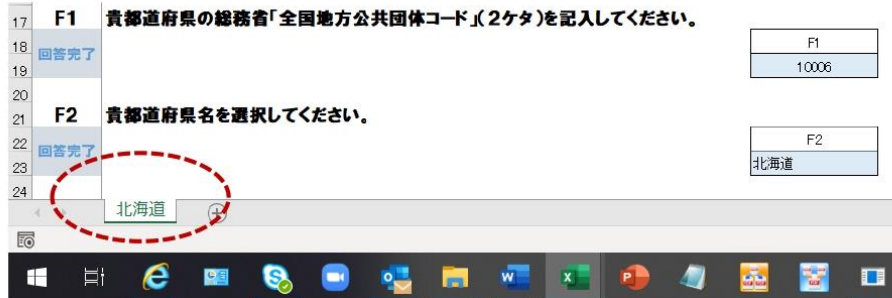 17 F1 貴都道府県の総務省「全国地方公共団体コード」(2ケタ)を記入してください。
18 回答完了 F1
19 10006
20
21 F2 貴都道府県名を選択してください。
22 回答完了 F2
23 北海道
24
北海道